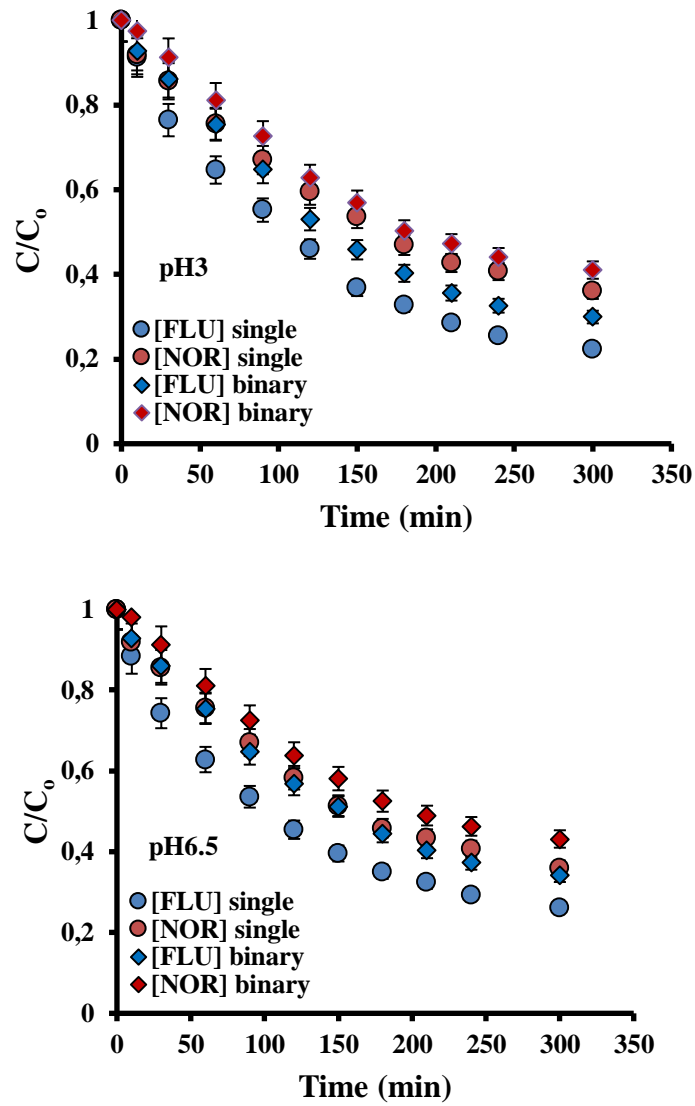 1
0,8
0,6
0,4
0,2
0
C/Co
pH3
[FLU] single
[NOR] single
[FLU] binary
[NOR] binary
0 50 100 150 200 250 300 350
Time (min)
1
0,8
0,6
0,4
0,2
0
C/Co
pH6.5
[FLU] single
[NOR] single
[FLU] binary
[NOR] binary
0 50 100 150 200 250 300 350
Time (min)